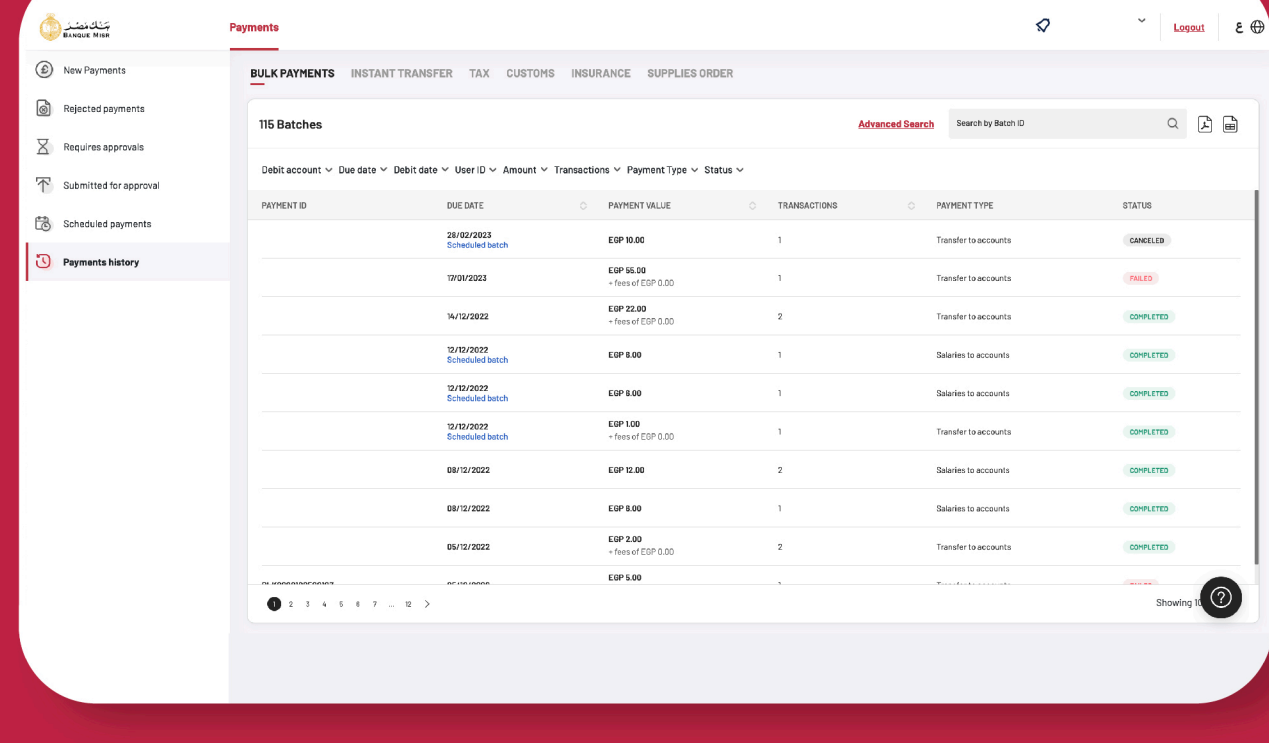 بنك مصر
BANQUE MISR
Payments
Logout
ع
New Payments
Rejected payments
Requires approvals
Submitted for approval
Scheduled payments
Payments history
BULK PAYMENTS INSTANT TRANSFER TAX CUSTOMS INSURANCE SUPPLIES ORDER
115 Batches
Advanced Search
Search by Batch ID
Debit account Due date Debit date User ID Amount Transactions Payment Type Status
PAYMENT ID DUE DATE PAYMENT VALUE TRANSACTIONS PAYMENT TYPE STATUS
28/02/2023
Scheduled batch
EGP 10.00
1 Transfer to accounts CANCELED
17/01/2023
EGP 55.00
+ fees of EGP 0.00
1 Transfer to accounts FAILED
14/12/2022
EGP 22.00
+ fees of EGP 0.00
2 Transfer to accounts COMPLETED
12/12/2022
Scheduled batch
EGP 6.00
1 Salaries to accounts COMPLETED
12/12/2022
Scheduled batch
EGP 6.00
1 Salaries to accounts COMPLETED
12/12/2022
Scheduled batch
EGP 1.00
+ fees of EGP 0.00
1 Transfer to accounts COMPLETED
08/12/2022
EGP 12.00
2 Salaries to accounts COMPLETED
08/12/2022
EGP 6.00
1 Salaries to accounts COMPLETED
05/12/2022
EGP 2.00
+ fees of EGP 0.00
2 Transfer to accounts COMPLETED
EGP 5.00
1 2 3 4 5 6 7 ... 12
Showing 10